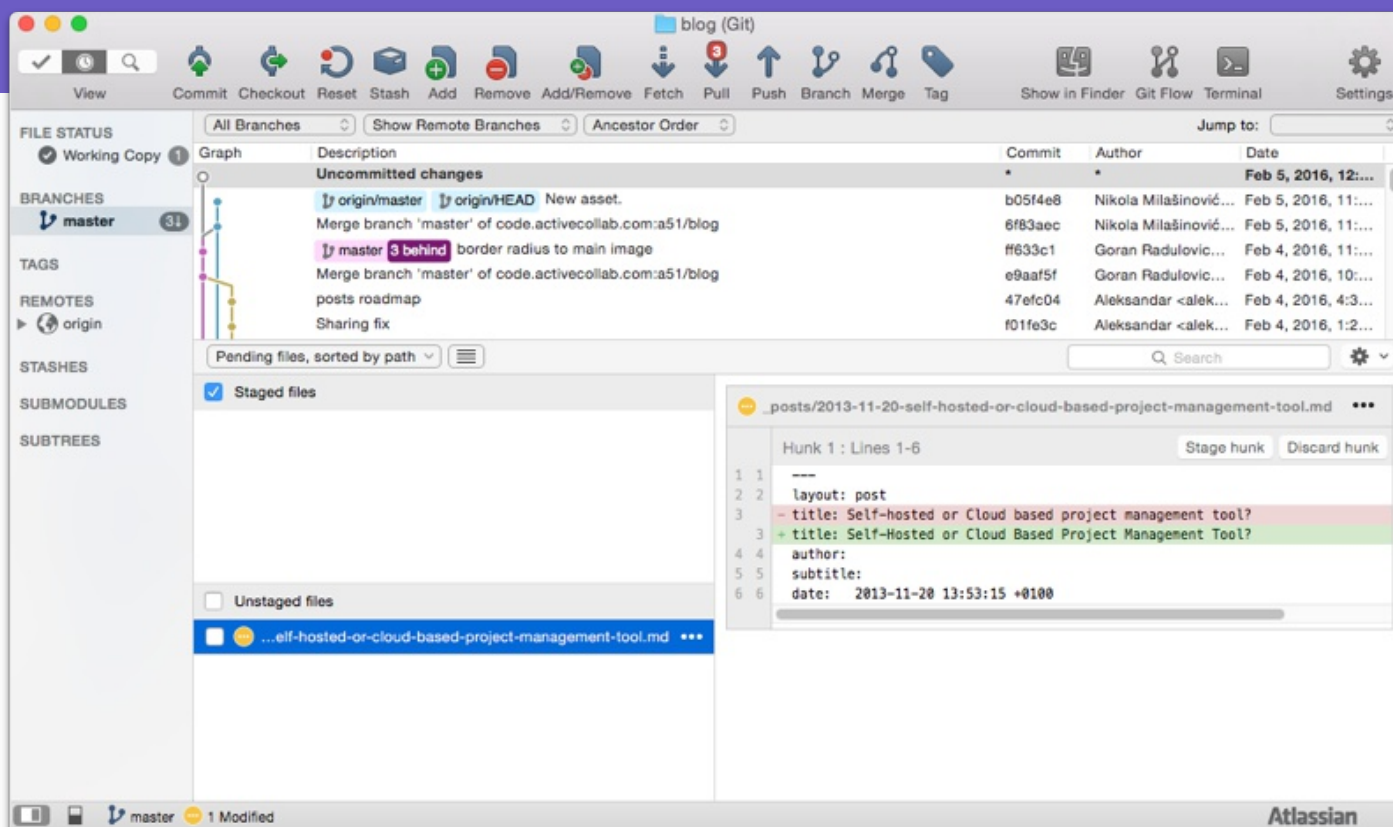 blog (Git)
3
View Commit Checkout Reset Stash Add Remove Add/Remove Fetch Pull Push Branch Merge Tag Show in Finder Git Flow Terminal Settings
FILE STATUS
Working Copy 1
BRANCHES
master 3↓
TAGS
REMOTES
origin
STASHES
SUBMODULES
SUBTREES
All Branches Show Remote Branches Ancestor Order Jump to:
Graph Description Commit Author Date
Uncommitted changes * * Feb 5, 2016, 12:...
origin/master origin/HEAD New asset. b05f4e8 Nikola Milašinović... Feb 5, 2016, 11:...
Merge branch 'master' of code.activecollab.com:a51/blog 6f83aec Nikola Milašinović... Feb 5, 2016, 11:...
master 3 behind border radius to main image ff633c1 Goran Radulovic... Feb 4, 2016, 11:...
Merge branch 'master' of code.activecollab.com:a51/blog e9aaf5f Goran Radulovic... Feb 4, 2016, 10:...
posts roadmap 47efc04 Aleksandar <alek... Feb 4, 2016, 4:3...
Sharing fix f01fe3c Aleksandar <alek... Feb 4, 2016, 1:2...
Pending files, sorted by path Search
Staged files
Unstaged files
...elf-hosted-or-cloud-based-project-management-tool.md •••
_posts/2013-11-20-self-hosted-or-cloud-based-project-management-tool.md •••
Hunk 1 : Lines 1-6 Stage hunk Discard hunk
1 1 ---
2 2 layout: post
3 - title: Self-hosted or Cloud based project management tool?
3 + title: Self-Hosted or Cloud Based Project Management Tool?
4 4 author:
5 5 subtitle:
6 6 date: 2013-11-20 13:53:15 +0100
master 1 Modified Atlassian